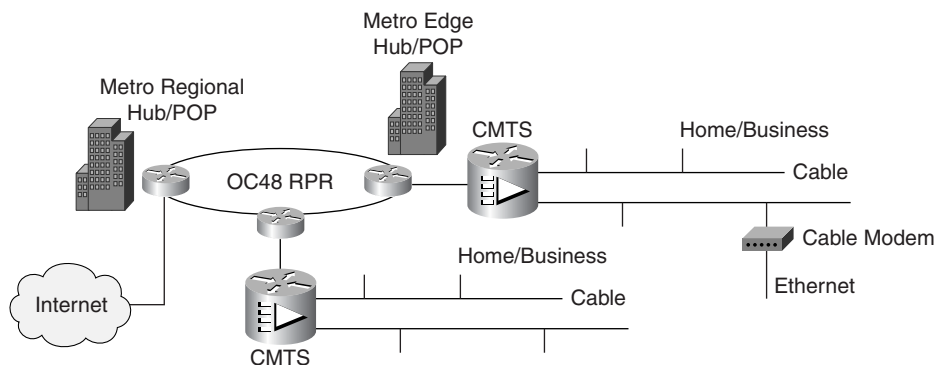 Metro Edge
Hub/POP
Metro Regional
Hub/POP
CMTS
Home/Business
Cable
OC48 RPR
Cable Modem
Home/Business
Ethernet
Internet
Cable
CMTS